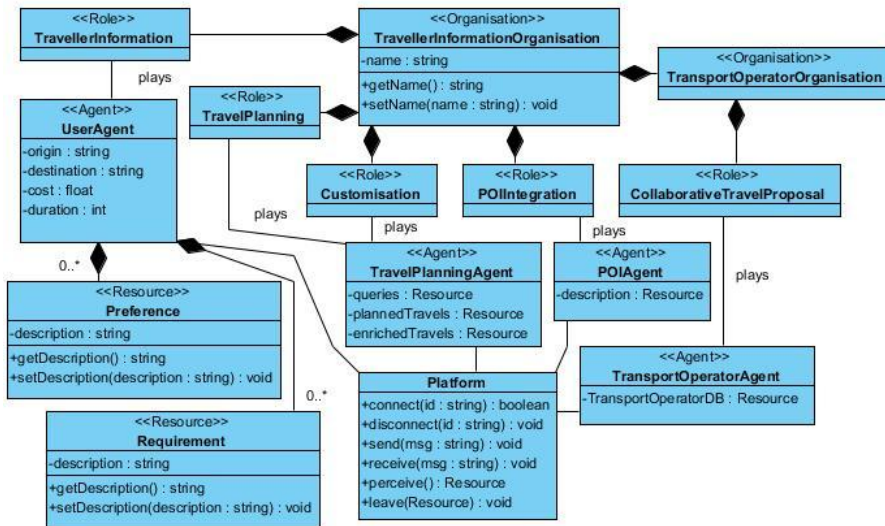 <<Role>>
TravellerInformation
<<Organisation>>
TravellerInformationOrganisation
-name : string
+getName() : string
+setName(name : string) : void
<<Organisation>>
TransportOperatorOrganisation
plays
<<Role>>
TravelPlanning
<<Agent>>
UserAgent
-origin : string
-destination : string
-cost : float
-duration : int
<<Role>>
Customisation
<<Role>>
POIIntegration
<<Role>>
CollaborativeTravelProposal
plays
plays
plays
plays
<<Agent>>
TravelPlanningAgent
-queries : Resource
-plannedTravels : Resource
-enrichedTravels : Resource
<<Agent>>
POIAgent
-description : Resource
0..*
<<Resource>>
Preference
-description : string
+getDescription() : string
+setDescription(description : string) : void
<<Agent>>
TransportOperatorAgent
-TransportOperatorDB : Resource
Platform
+connect(id : string) : boolean
+disconnect(id : string) : void
+send(msg : string) : void
+receive(msg : string) : void
+perceive() : Resource
+leave(Resource) : void
0..*
<<Resource>>
Requirement
-description : string
+getDescription() : string
+setDescription(description : string) : void